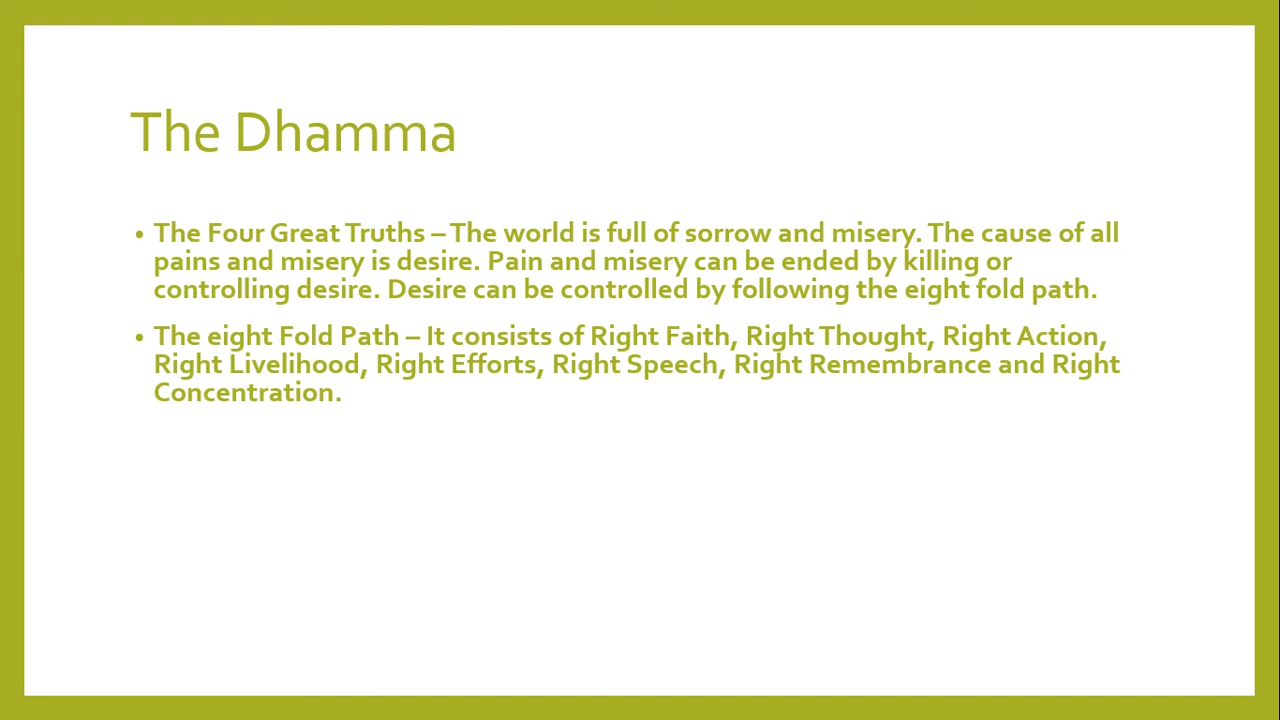 The Dhamma
• The Four Great Truths – The world is full of sorrow and misery. The cause of all
pains and misery is desire. Pain and misery can be ended by killing or
controlling desire. Desire can be controlled by following the eight fold path.
• The eight Fold Path – It consists of Right Faith, Right Thought, Right Action,
Right Livelihood, Right Efforts, Right Speech, Right Remembrance and Right
Concentration.